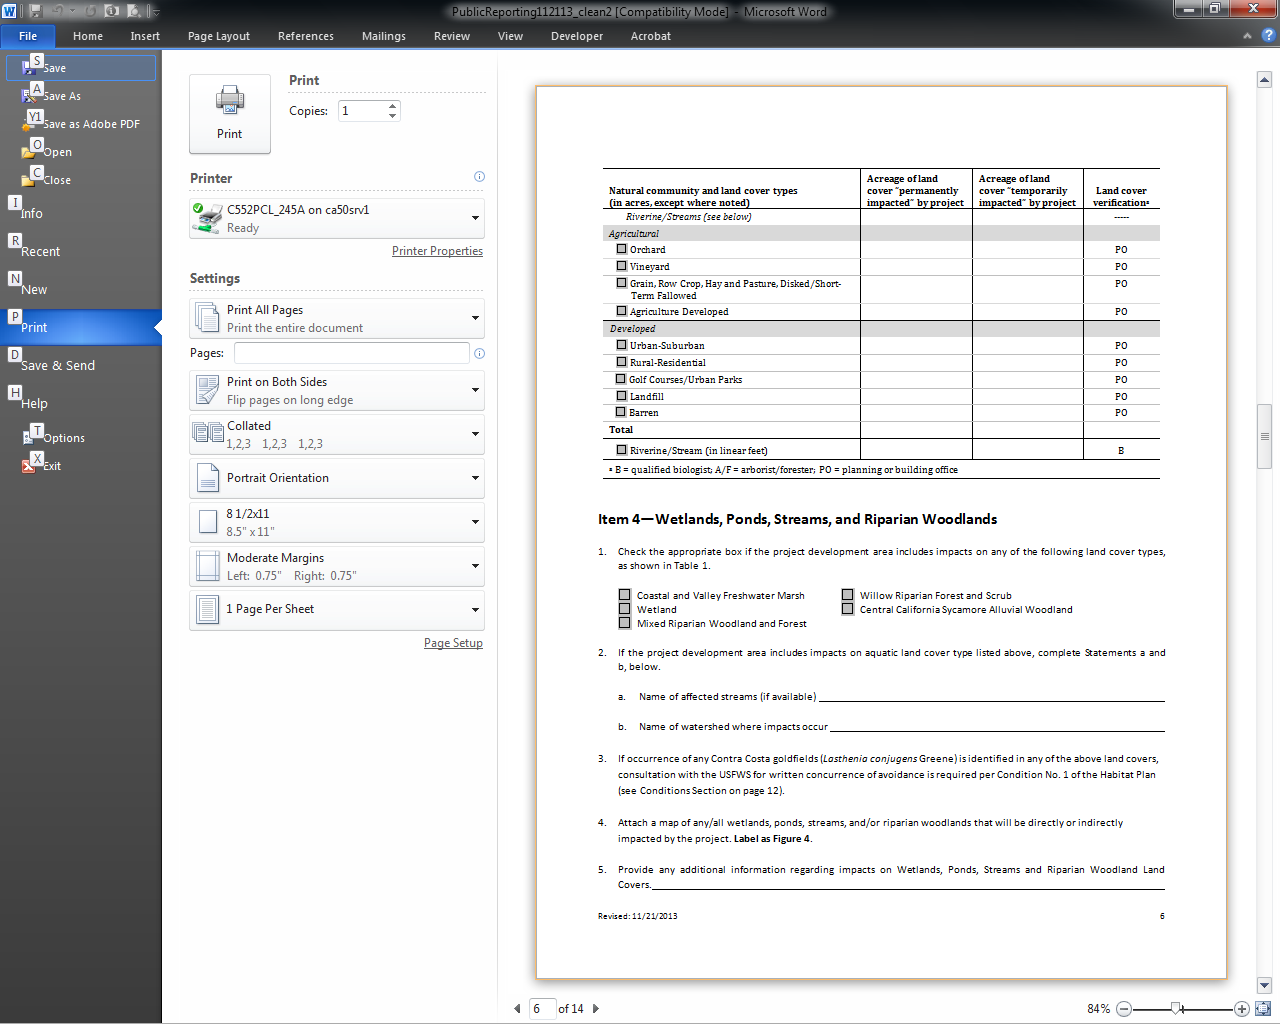 PublicReporting112113_clean2 [Compatibility Mode] - Microsoft Word
File Home Insert Page Layout References Mailings Review View Developer Acrobat
S Save
A Save As
Y1 Save as Adobe PDF
O Open
C Close
I Info
R Recent
N New
P Print
D Save & Send
H Help
T Options
X Exit
Print
Print
Copies: 1
Printer
C552PCL_245A on ca50srv1
Ready
Printer Properties
Settings
Print All Pages
Print the entire document
Pages:
Print on Both Sides
Flip pages on long edge
Collated
1,2,3 1,2,3 1,2,3
Portrait Orientation
8 1/2x11
8.5" x 11"
Moderate Margins
Left: 0.75" Right: 0.75"
1 Page Per Sheet
Page Setup
Natural community and land cover types
(in acres, except where noted)
Acreage of land
cover "permanently
impacted" by project
Acreage of land
cover "temporarily
impacted" by project
Land cover
verificationᵃ
Riverine/Streams (see below) -----
Agricultural
Orchard PO
Vineyard PO
Grain, Row Crop, Hay and Pasture, Disked/Short-
Term Fallowed PO
Agriculture Developed PO
Developed
Urban-Suburban PO
Rural-Residential PO
Golf Courses/Urban Parks PO
Landfill PO
Barren PO
Total
Riverine/Stream (in linear feet) B
ᵃ B = qualified biologist; A/F = arborist/forester; PO = planning or building office
Item 4—Wetlands, Ponds, Streams, and Riparian Woodlands
1. Check the appropriate box if the project development area includes impacts on any of the following land cover types,
as shown in Table 1.
Coastal and Valley Freshwater Marsh Willow Riparian Forest and Scrub
Wetland Central California Sycamore Alluvial Woodland
Mixed Riparian Woodland and Forest
2. If the project development area includes impacts on aquatic land cover type listed above, complete Statements a and
b, below.
a. Name of affected streams (if available)
b. Name of watershed where impacts occur
3. If occurrence of any Contra Costa goldfields (Lasthenia conjugens Greene) is identified in any of the above land covers,
consultation with the USFWS for written concurrence of avoidance is required per Condition No. 1 of the Habitat Plan
(see Conditions Section on page 12).
4. Attach a map of any/all wetlands, ponds, streams, and/or riparian woodlands that will be directly or indirectly
impacted by the project. Label as Figure 4.
5. Provide any additional information regarding impacts on Wetlands, Ponds, Streams and Riparian Woodland Land
Covers.
Revised: 11/21/2013 6
6 of 14
84%